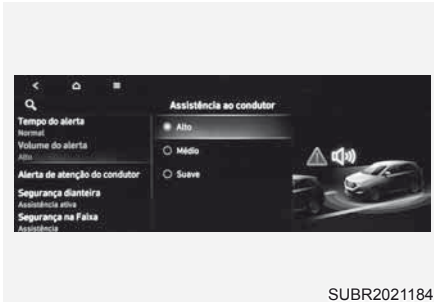 Assistência ao condutor
Tempo do alerta
Normal
Volume do alerta
Alto
Alerta de atenção do condutor
Segurança dianteira
Assistência ativa
Segurança na Faixa
Assistência
Alto
Médio
Suave
SUBR2021184